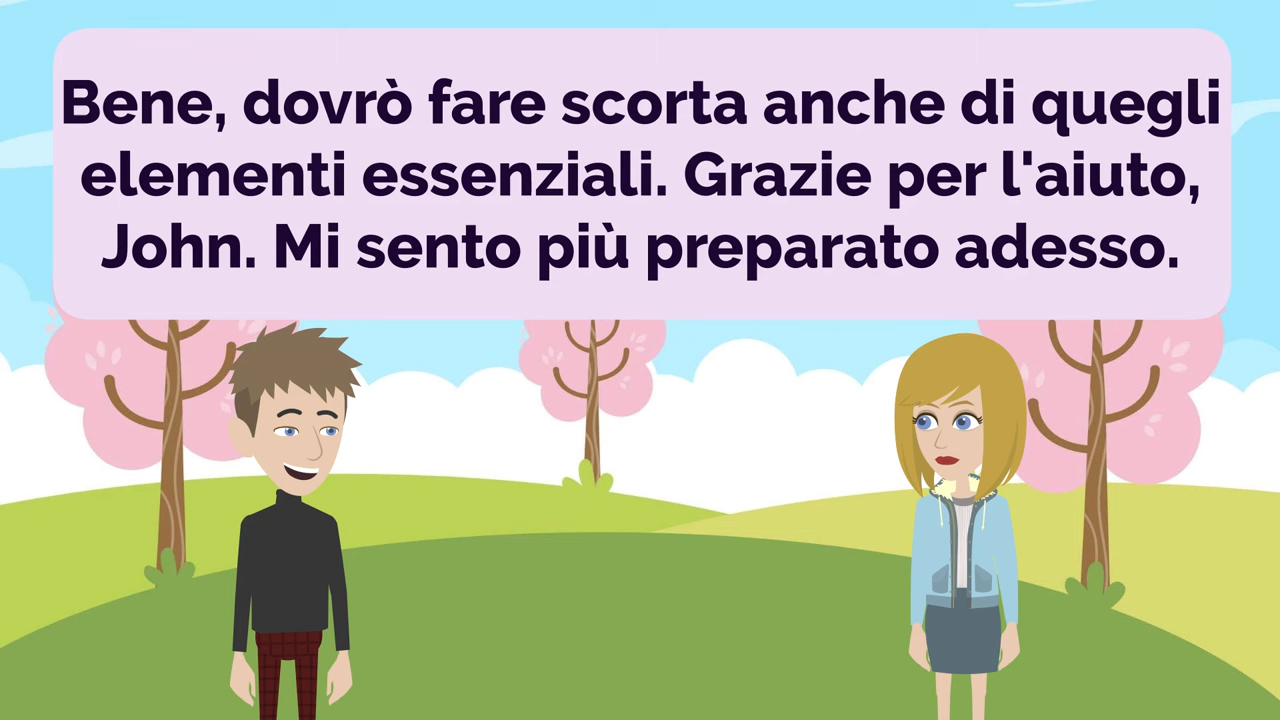 Bene, dovrò fare scorta anche di quegli
elementi essenziali. Grazie per l'aiuto,
John. Mi sento più preparato adesso.